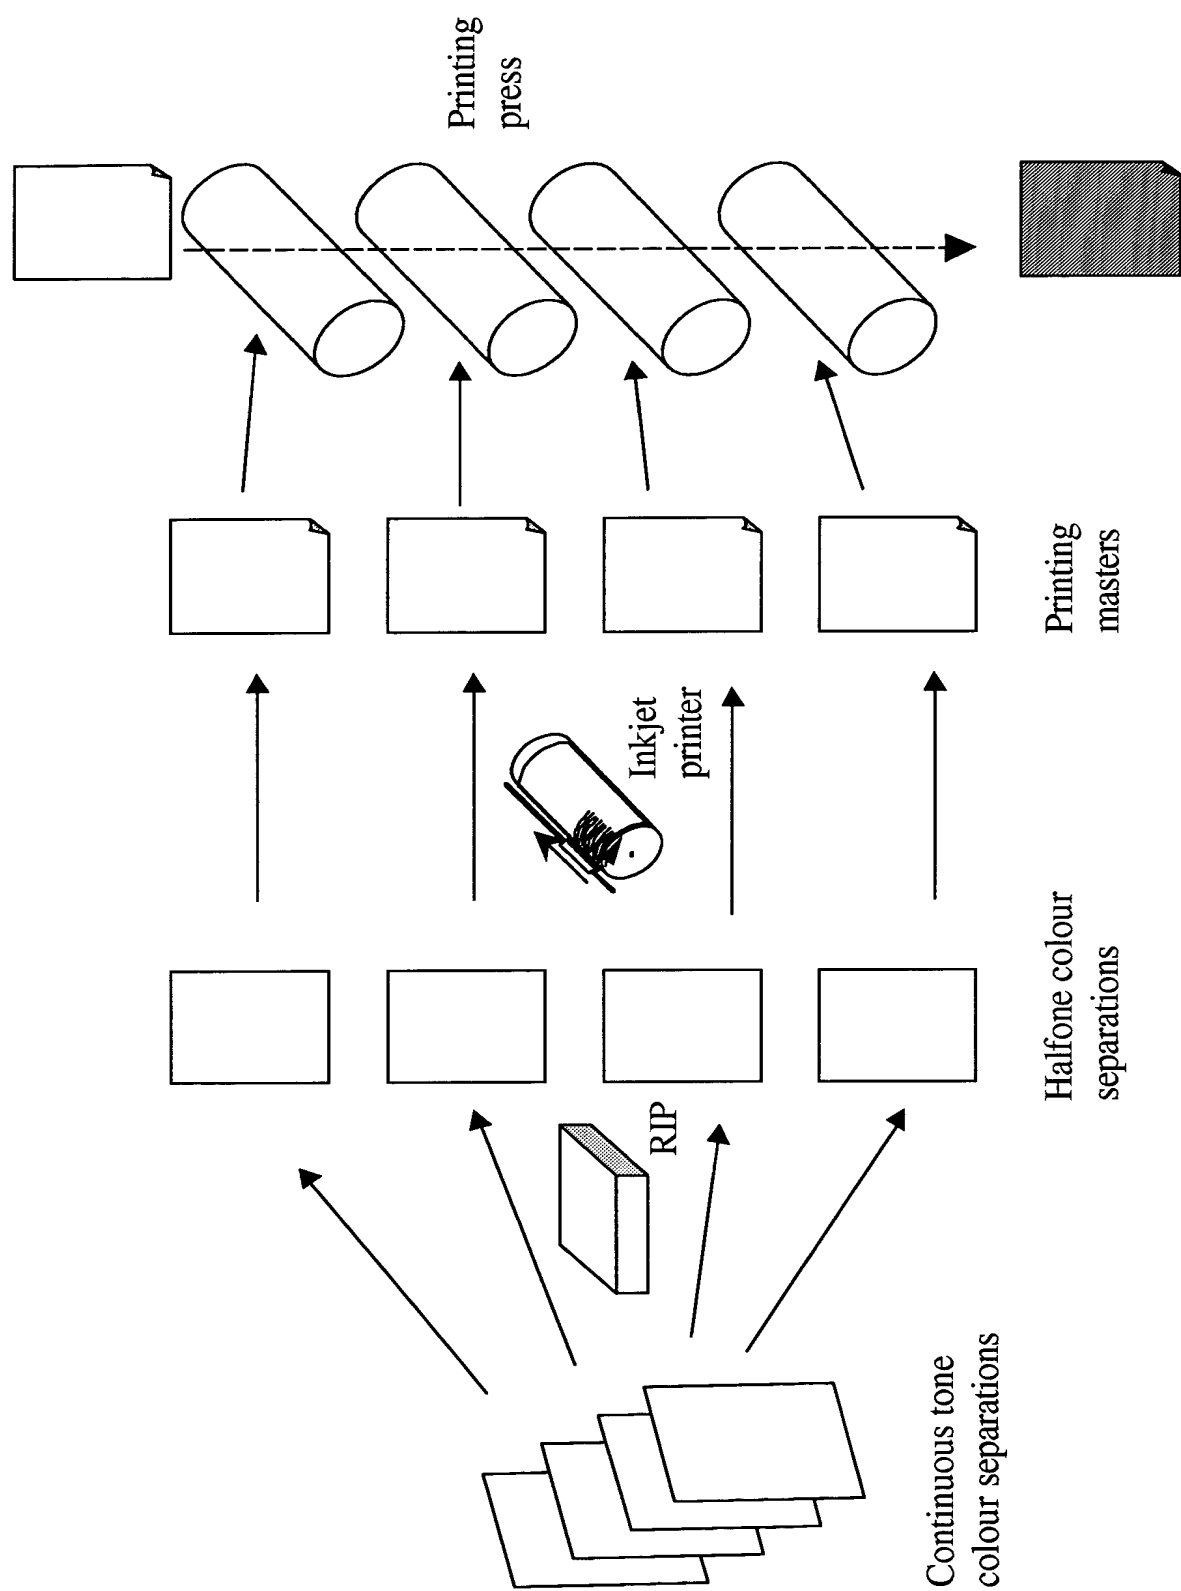 Continuous tone
colour separations
RIP
Halfone colour
separations
Inkjet
printer
Printing
masters
Printing
press